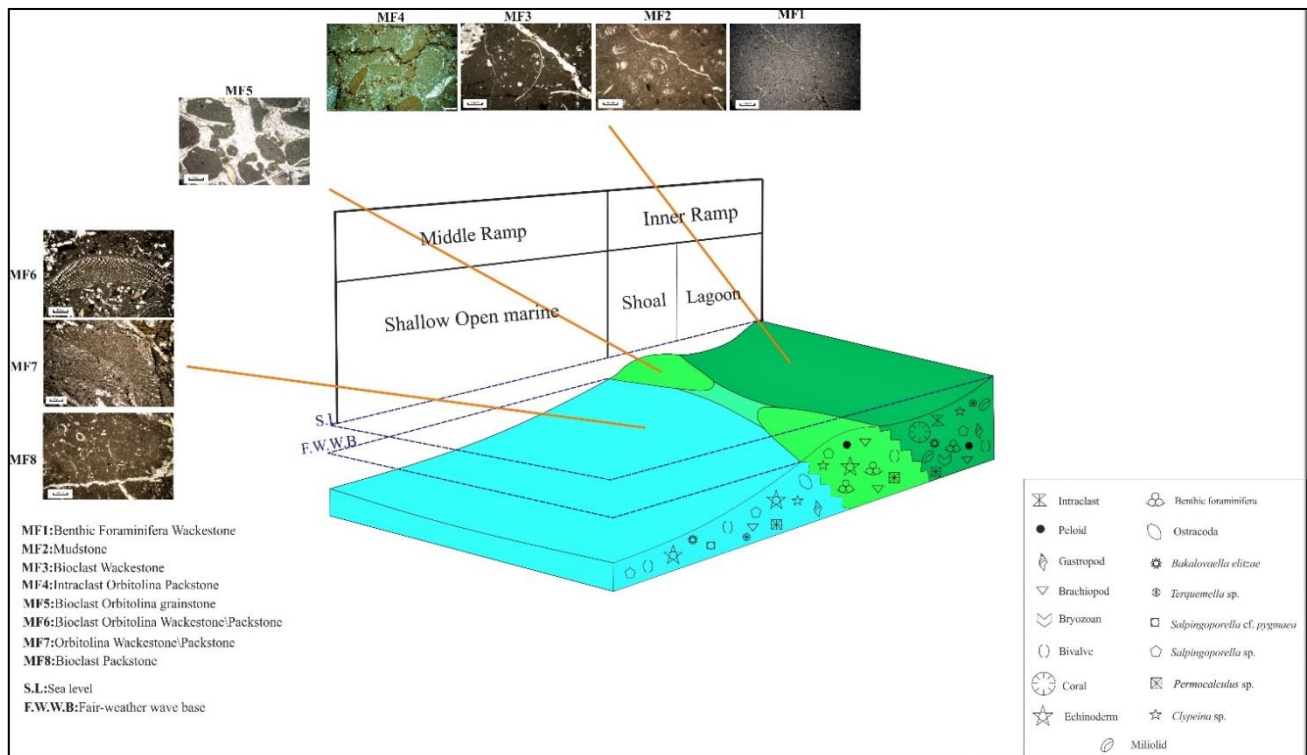 MF4
MF3
MF2
MF1
MF5
MF6
MF7
MF8
Middle Ramp
Inner Ramp
Shallow Open marine
Shoal
Lagoon
S.L
F.W.W.B
MF1:Benthic Foraminifera Wackestone
MF2:Mudstone
MF3:Bioclast Wackestone
MF4:Intraclast Orbitolina Packstone
MF5:Bioclast Orbitolina grainstone
MF6:Bioclast Orbitolina Wackestone\Packstone
MF7:Orbitolina Wackestone\Packstone
MF8:Bioclast Packstone
S.L:Sea level
F.W.W.B:Fair-weather wave base
Intraclast
Peloid
Gastropod
Brachiopod
Bryozoan
Bivalve
Coral
Echinoderm
Benthic foraminifera
Ostracoda
Bakalovaella elitzae
Terquemella sp.
Salpingoporella cf. pygmaea
Salpingoporella sp.
Permocalculus sp.
Clypeina sp.
Miliolid